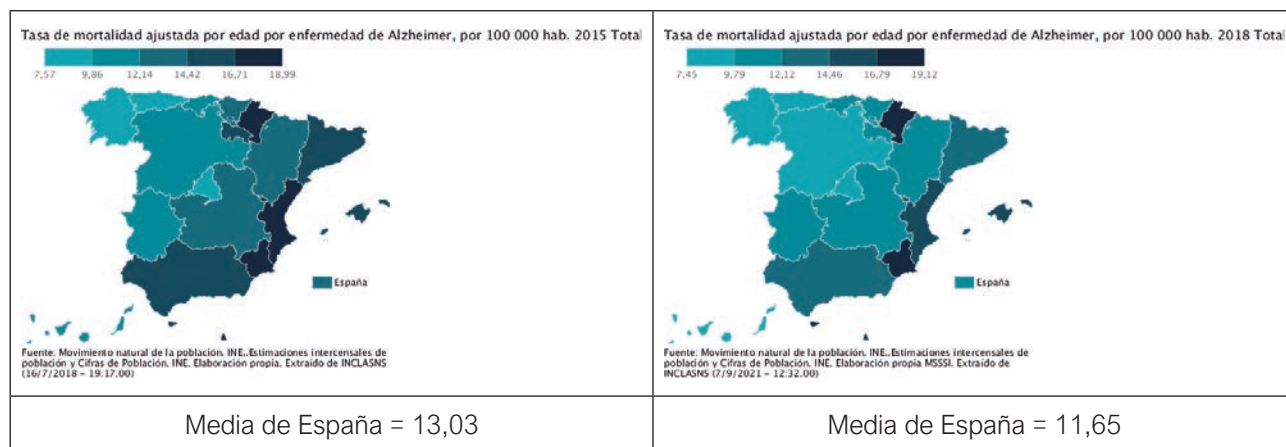 Tasa de mortalidad ajustada por edad por enfermedad de Alzheimer, por 100 000 hab. 2015 Total
7,57 9,86 12,14 14,42 16,71 18,99
España
Fuente: Movimiento natural de la población. INE..Estimaciones intercensales de
población y Cifras de Población. INE. Elaboración propia. Extraído de INCLASNS
(16/7/2018 - 19:17.00)
Media de España = 13,03
Tasa de mortalidad ajustada por edad por enfermedad de Alzheimer, por 100 000 hab. 2018 Total
7,45 9,79 12,12 14,46 16,79 19,12
España
Fuente: Movimiento natural de la población. INE..Estimaciones intercensales de
población y Cifras de Población. INE. Elaboración propia MSSSI. Extraído de
INCLASNS (7/9/2021 - 12:32.00)
Media de España = 11,65